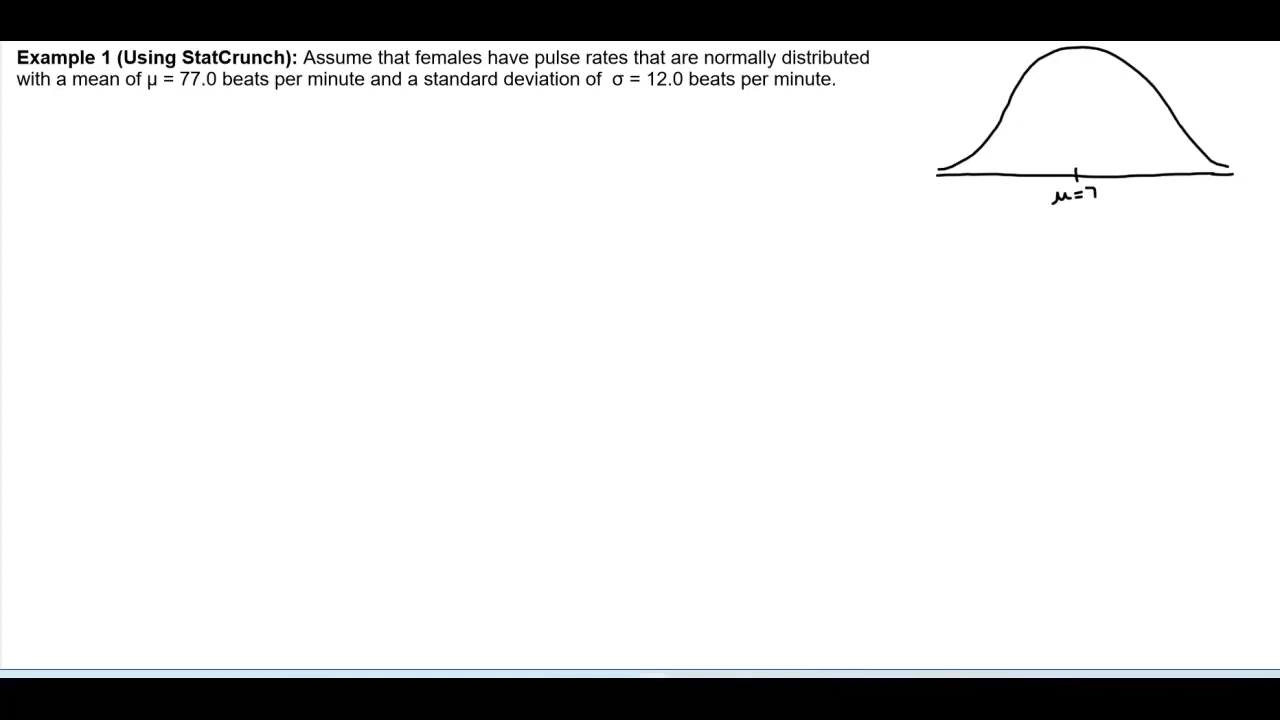 Example 1 (Using StatCrunch): Assume that females have pulse rates that are normally distributed
with a mean of μ = 77.0 beats per minute and a standard deviation of σ = 12.0 beats per minute.
μ=7